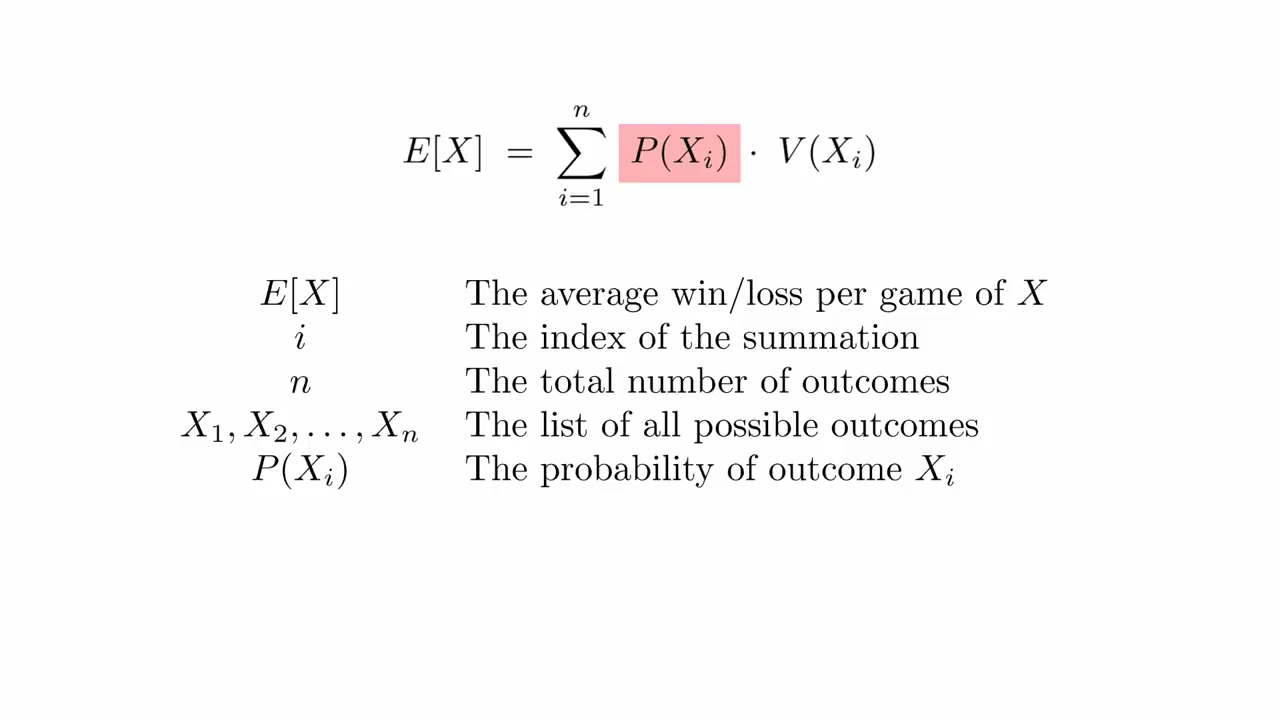 E[X] = \sum_{i=1}^{n} P(X_i) · V(X_i)
E[X] The average win/loss per game of X
i The index of the summation
n The total number of outcomes
X_1, X_2, . . . , X_n The list of all possible outcomes
P(X_i) The probability of outcome X_i